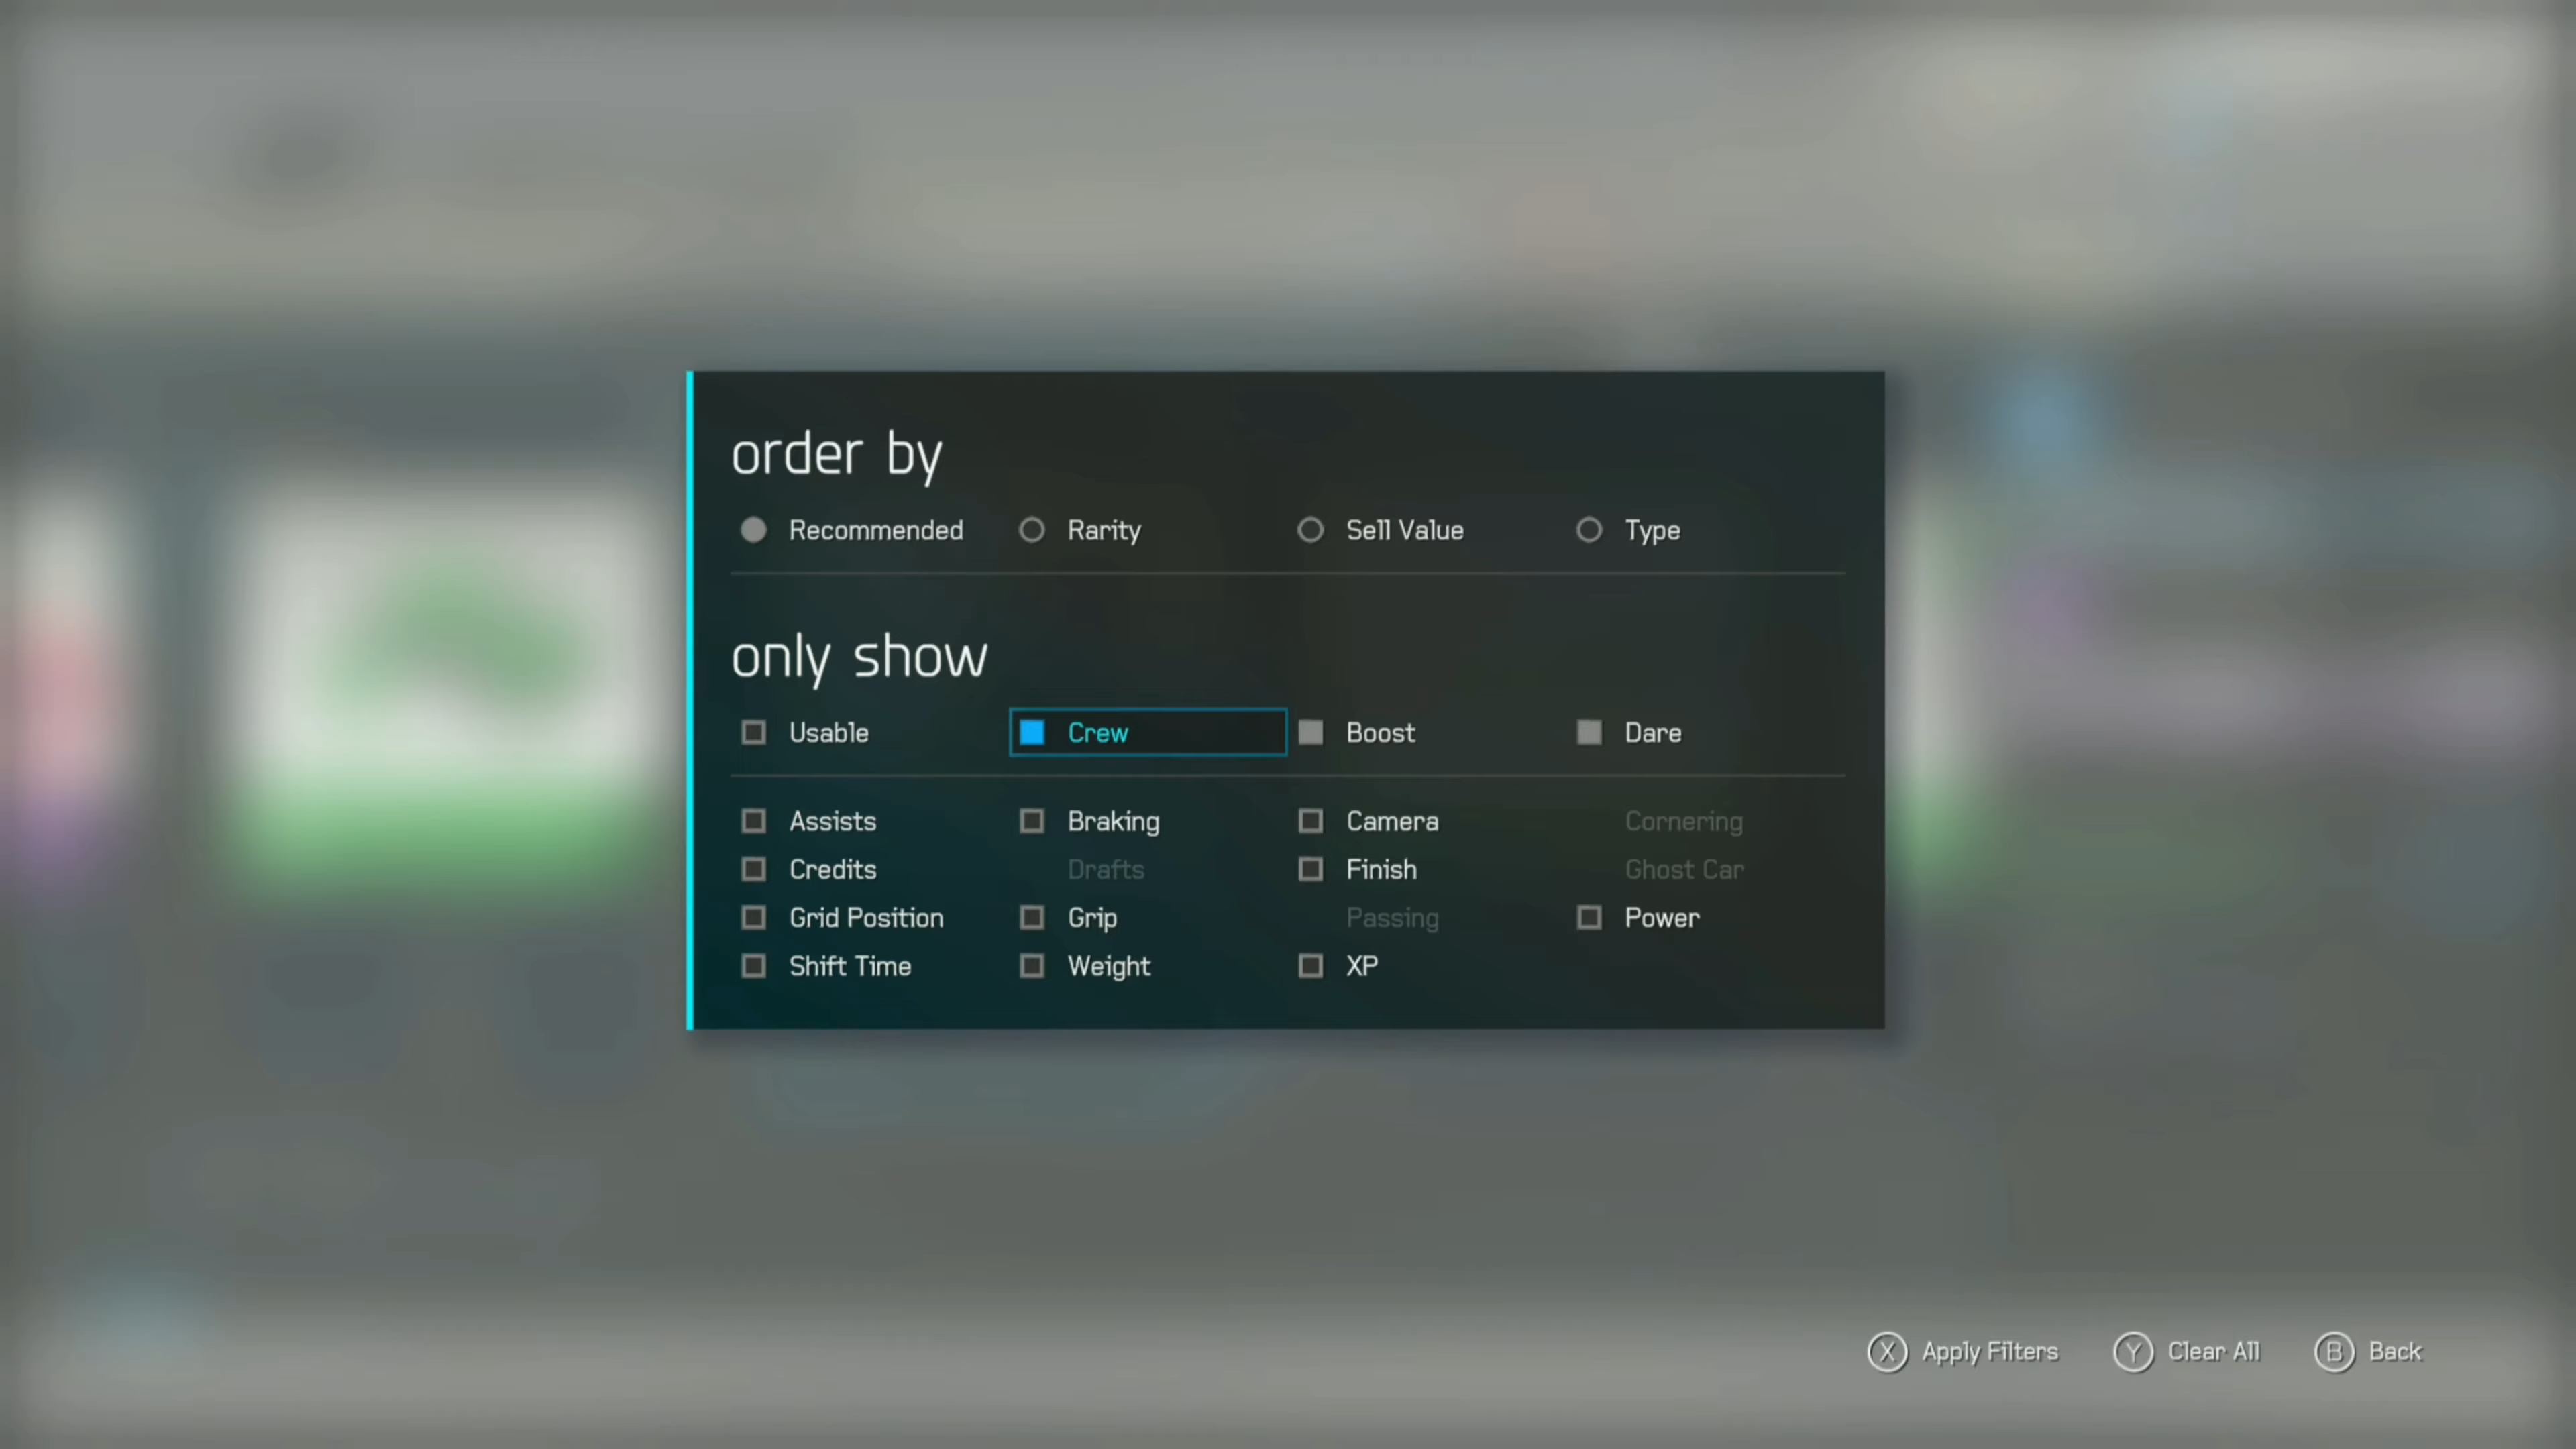 order by
Recommended Rarity Sell Value Type
only show
Usable Crew Boost Dare
Assists Braking Camera Cornering
Credits Drafts Finish Ghost Car
Grid Position Grip Passing Power
Shift Time Weight XP
X Apply Filters Y Clear All B Back